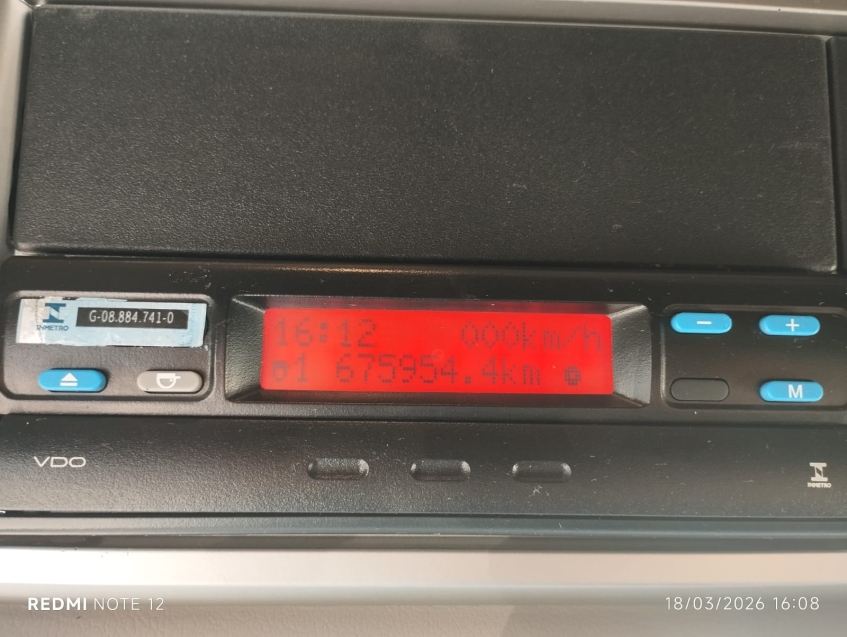 INMETRO
G-08.884.741-0
16:12 000km/h
1 675954.4km
M
VDO
INMETRO
REDMI NOTE 12
18/03/2026 16:08